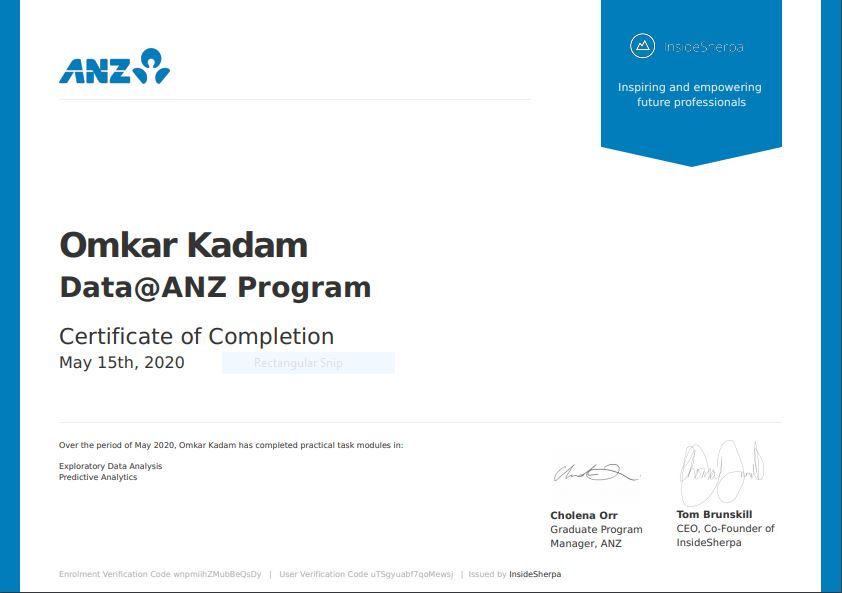 ANZ
InsideSherpa
Inspiring and empowering
future professionals
Omkar Kadam
Data@ANZ Program
Certificate of Completion
May 15th, 2020
Rectangular Snip
Over the period of May 2020, Omkar Kadam has completed practical task modules in:
Exploratory Data Analysis
Predictive Analytics
Cholena Orr
Graduate Program
Manager, ANZ
Tom Brunskill
CEO, Co-Founder of
InsideSherpa
Enrolment Verification Code wnpmiihZMubBeQsDy | User Verification Code uTSgyuabf7qoMewsj | Issued by InsideSherpa